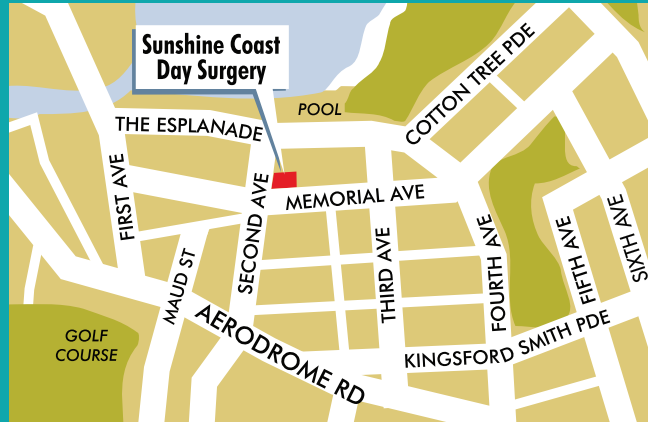 Sunshine Coast
Day Surgery
COTTON TREE PDE
POOL
THE ESPLANADE
FIRST AVE
SECOND AVE
MEMORIAL AVE
THIRD AVE
FOURTH AVE
FIFTH AVE
SIXTH AVE
MAUD ST
AERODROME RD
KINGSFORD SMITH PDE
GOLF
COURSE